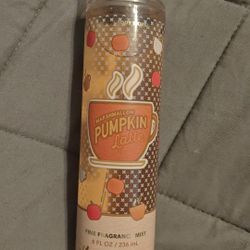 MARSHMALLOW
PUMPKIN
Latte
FINE FRAGRANCE MIST
8 FL OZ / 236 mL